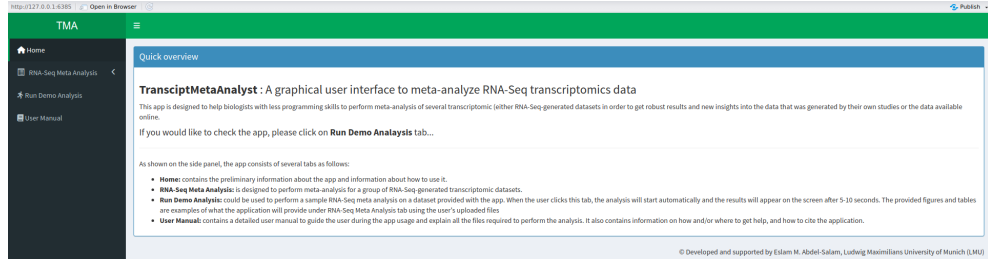 http://127.0.0.1:6385
Open in Browser
Publish
TMA
Home
Quick overview
RNA-Seq Meta Analysis
Run Demo Analysis
User Manual
TransciptMetaAnalyst : A graphical user interface to meta-analyze RNA-Seq transcriptomics data
This app is designed to help biologists with less programming skills to perform meta-analysis of several transcriptomic (either RNA-Seq-generated datasets in order to get robust results and new insights into the data that was generated by their own studies or the data available
online.
If you would like to check the app, please click on Run Demo Analaysis tab...
As shown on the side panel, the app consists of several tabs as follows:
Home: contains the preliminary information about the app and information about how to use it.
RNA-Seq Meta Analysis: is designed to perform meta-analysis for a group of RNA-Seq-generated transcriptomic datasets.
Run Demo Analysis: could be used to perform a sample RNA-Seq meta analysis on a dataset provided with the app. When the user clicks this tab, the analysis will start automatically and the results will appear on the screen after 5-10 seconds. The provided figures and tables
are examples of what the application will provide under RNA-Seq Meta Analysis tab using the user's uploaded files
User Manual: contains a detailed user manual to guide the user during the app usage and explain all the files required to perform the analysis. It also contains information on how and/or where to get help, and how to cite the application.
© Developed and supported by Eslam M. Abdel-Salam, Ludwig Maximilians University of Munich (LMU)